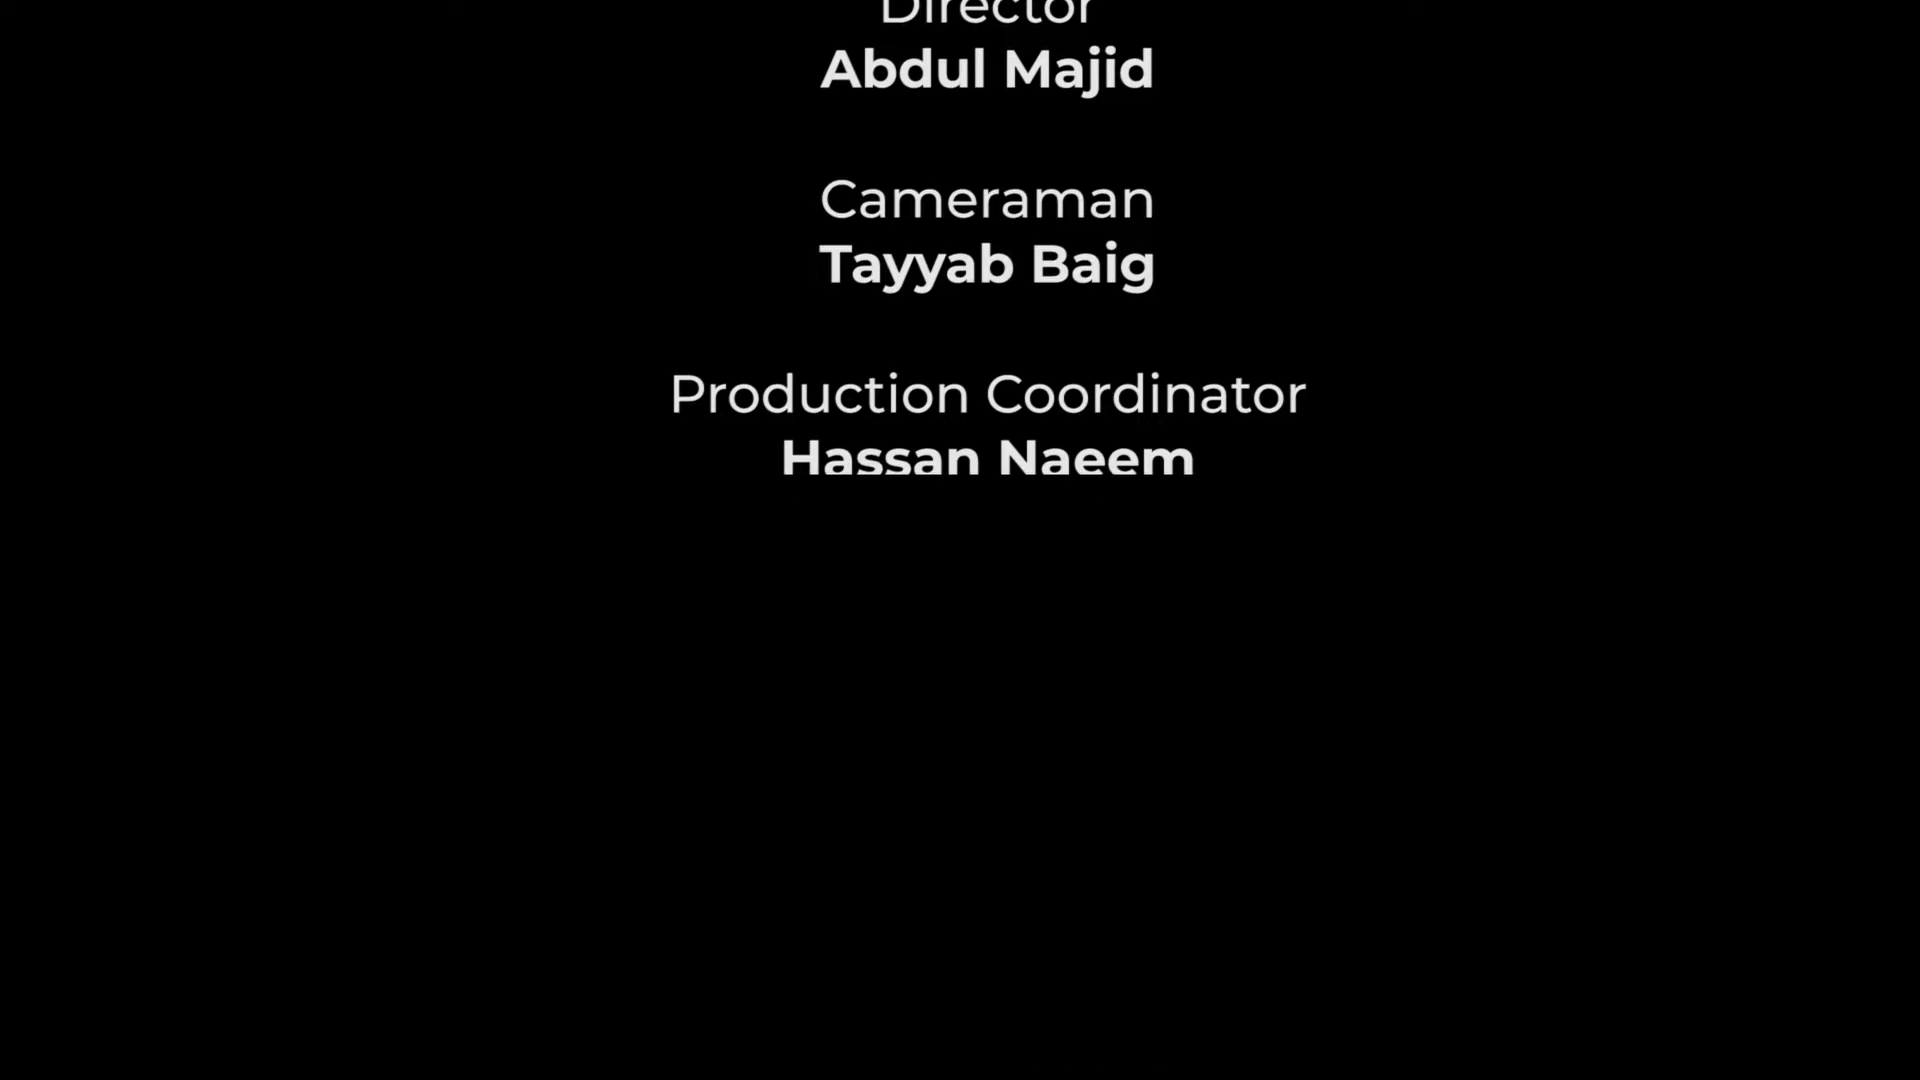 Director
Abdul Majid
Cameraman
Tayyab Baig
Production Coordinator
Hassan Naeem